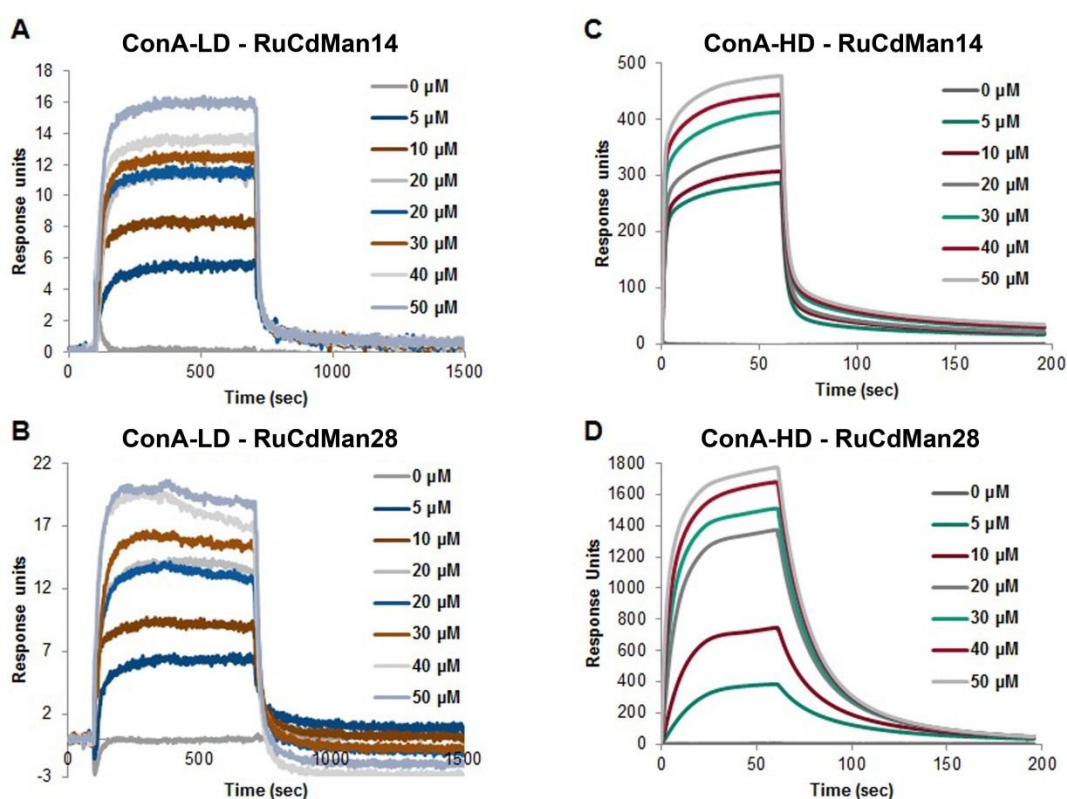 A
ConA-LD - RuCdMan14
Response units
18
16
14
12
10
8
6
4
2
0
0 500 1000 1500
Time (sec)
0 µM
5 µM
10 µM
20 µM
20 µM
30 µM
40 µM
50 µM
C
ConA-HD - RuCdMan14
Response units
500
400
300
200
100
0
0 50 100 150 200
Time (sec)
0 µM
5 µM
10 µM
20 µM
30 µM
40 µM
50 µM
B
ConA-LD - RuCdMan28
Response units
22
17
12
7
2
-3
0 500 1000 1500
Time (sec)
0 µM
5 µM
10 µM
20 µM
20 µM
30 µM
40 µM
50 µM
D
ConA-HD - RuCdMan28
Response Units
1800
1600
1400
1200
1000
800
600
400
200
0
0 50 100 150 200
Time (sec)
0 µM
5 µM
10 µM
20 µM
30 µM
40 µM
50 µM